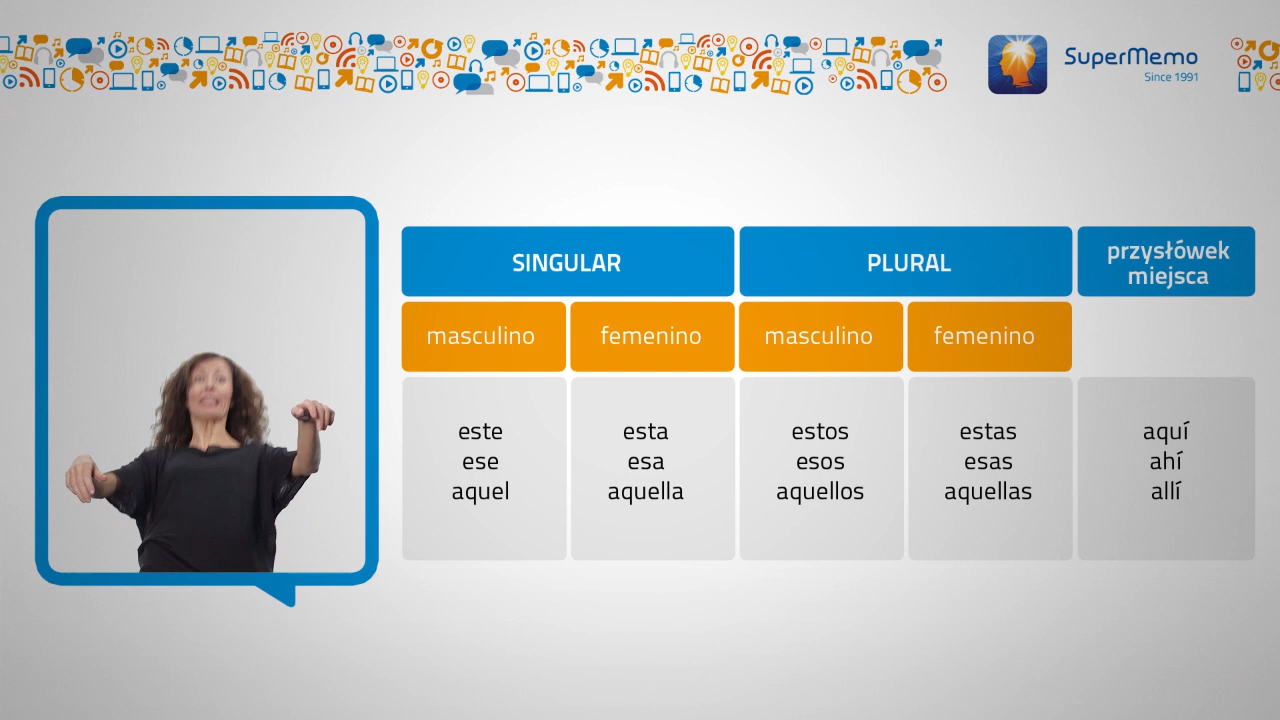 SuperMemo
Since 1991
SINGULAR
PLURAL
przysłówek
miejsca
masculino
femenino
masculino
femenino
este
ese
aquel
esta
esa
aquella
estos
esos
aquellos
estas
esas
aquellas
aquí
ahí
allí